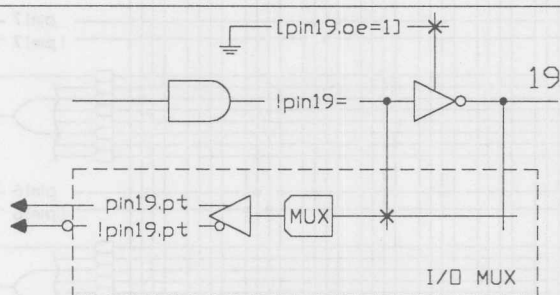 [pin19.oe=1]
19
!pin19=
pin19.pt
!pin19.pt
MUX
I/O MUX